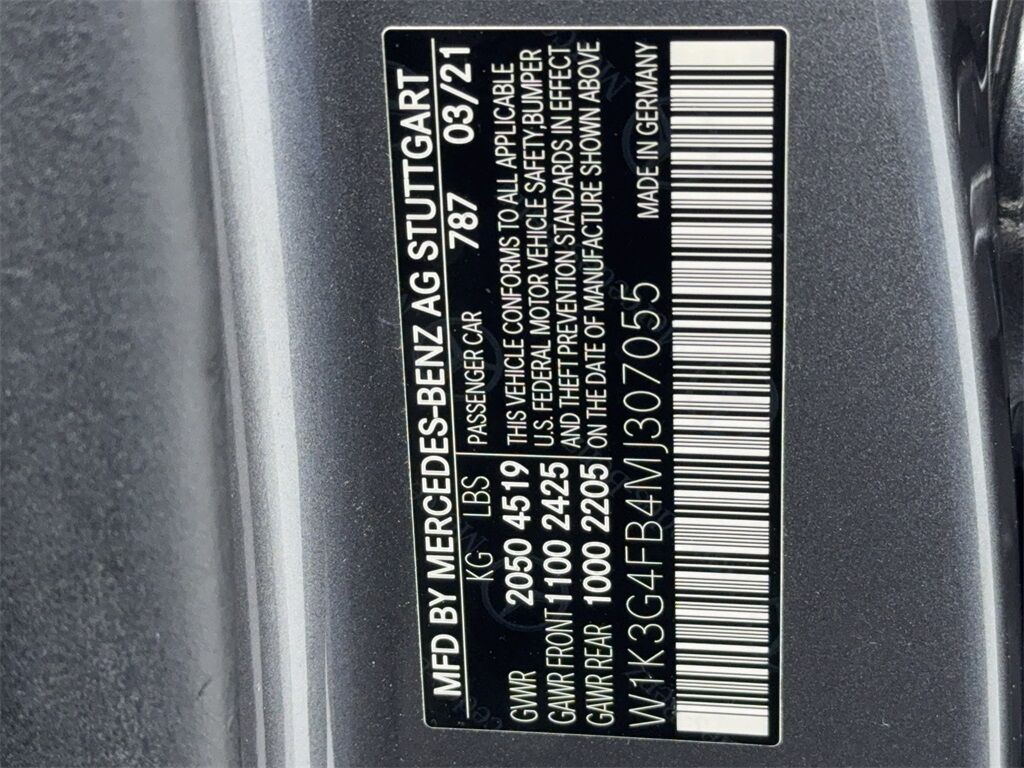 MFD BY MERCEDES-BENZ AG STUTTGART
KG LBS PASSENGER CAR 787 03/21
GWR 2050 4519 THIS VEHICLE CONFORMS TO ALL APPLICABLE
U.S. FEDERAL MOTOR VEHICLE SAFETY, BUMPER
GAWR FRONT 1100 2425 AND THEFT PREVENTION STANDARDS IN EFFECT
GAWR REAR 1000 2205 ON THE DATE OF MANUFACTURE SHOWN ABOVE
W1K3G4FB4MJ307055 MADE IN GERMANY